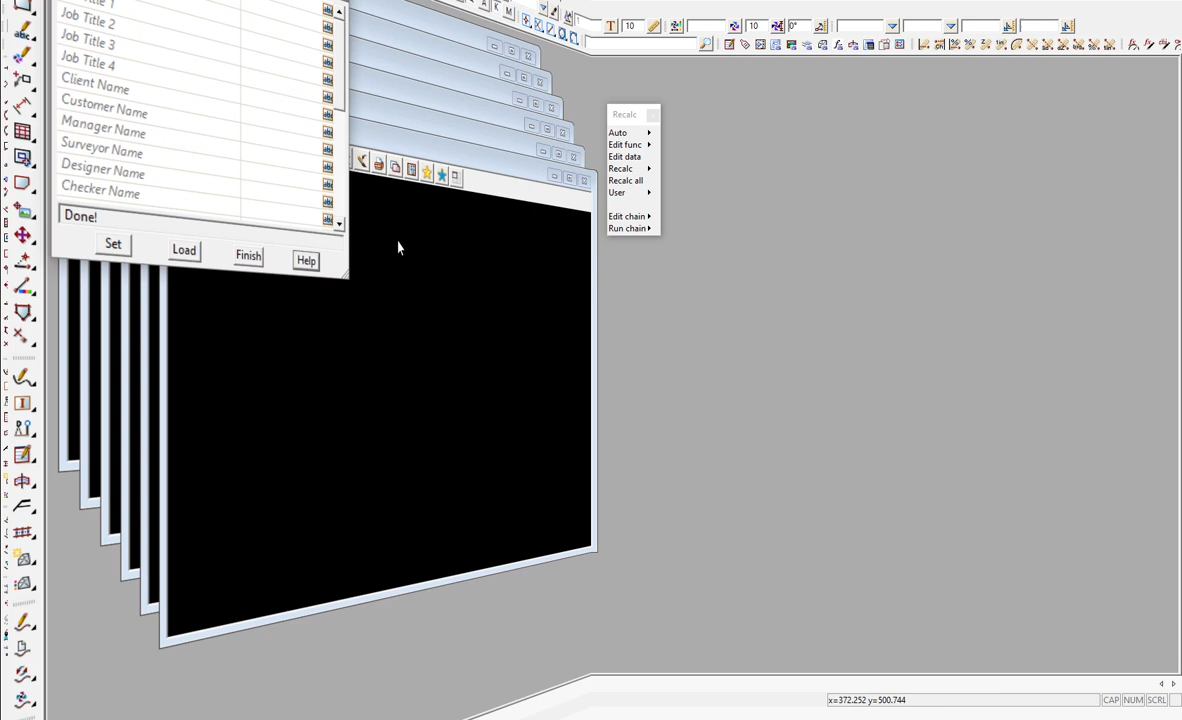 Job Title 2
Job Title 3
Job Title 4
Client Name
Customer Name
Manager Name
Surveyor Name
Designer Name
Checker Name
Done!
Set
Load
Finish
Help
10
10
0°
Recalc
Auto
Edit func
Edit data
Recalc
Recalc all
User
Edit chain
Run chain
x=372.252 y=500.744
CAP
NUM
SCRL